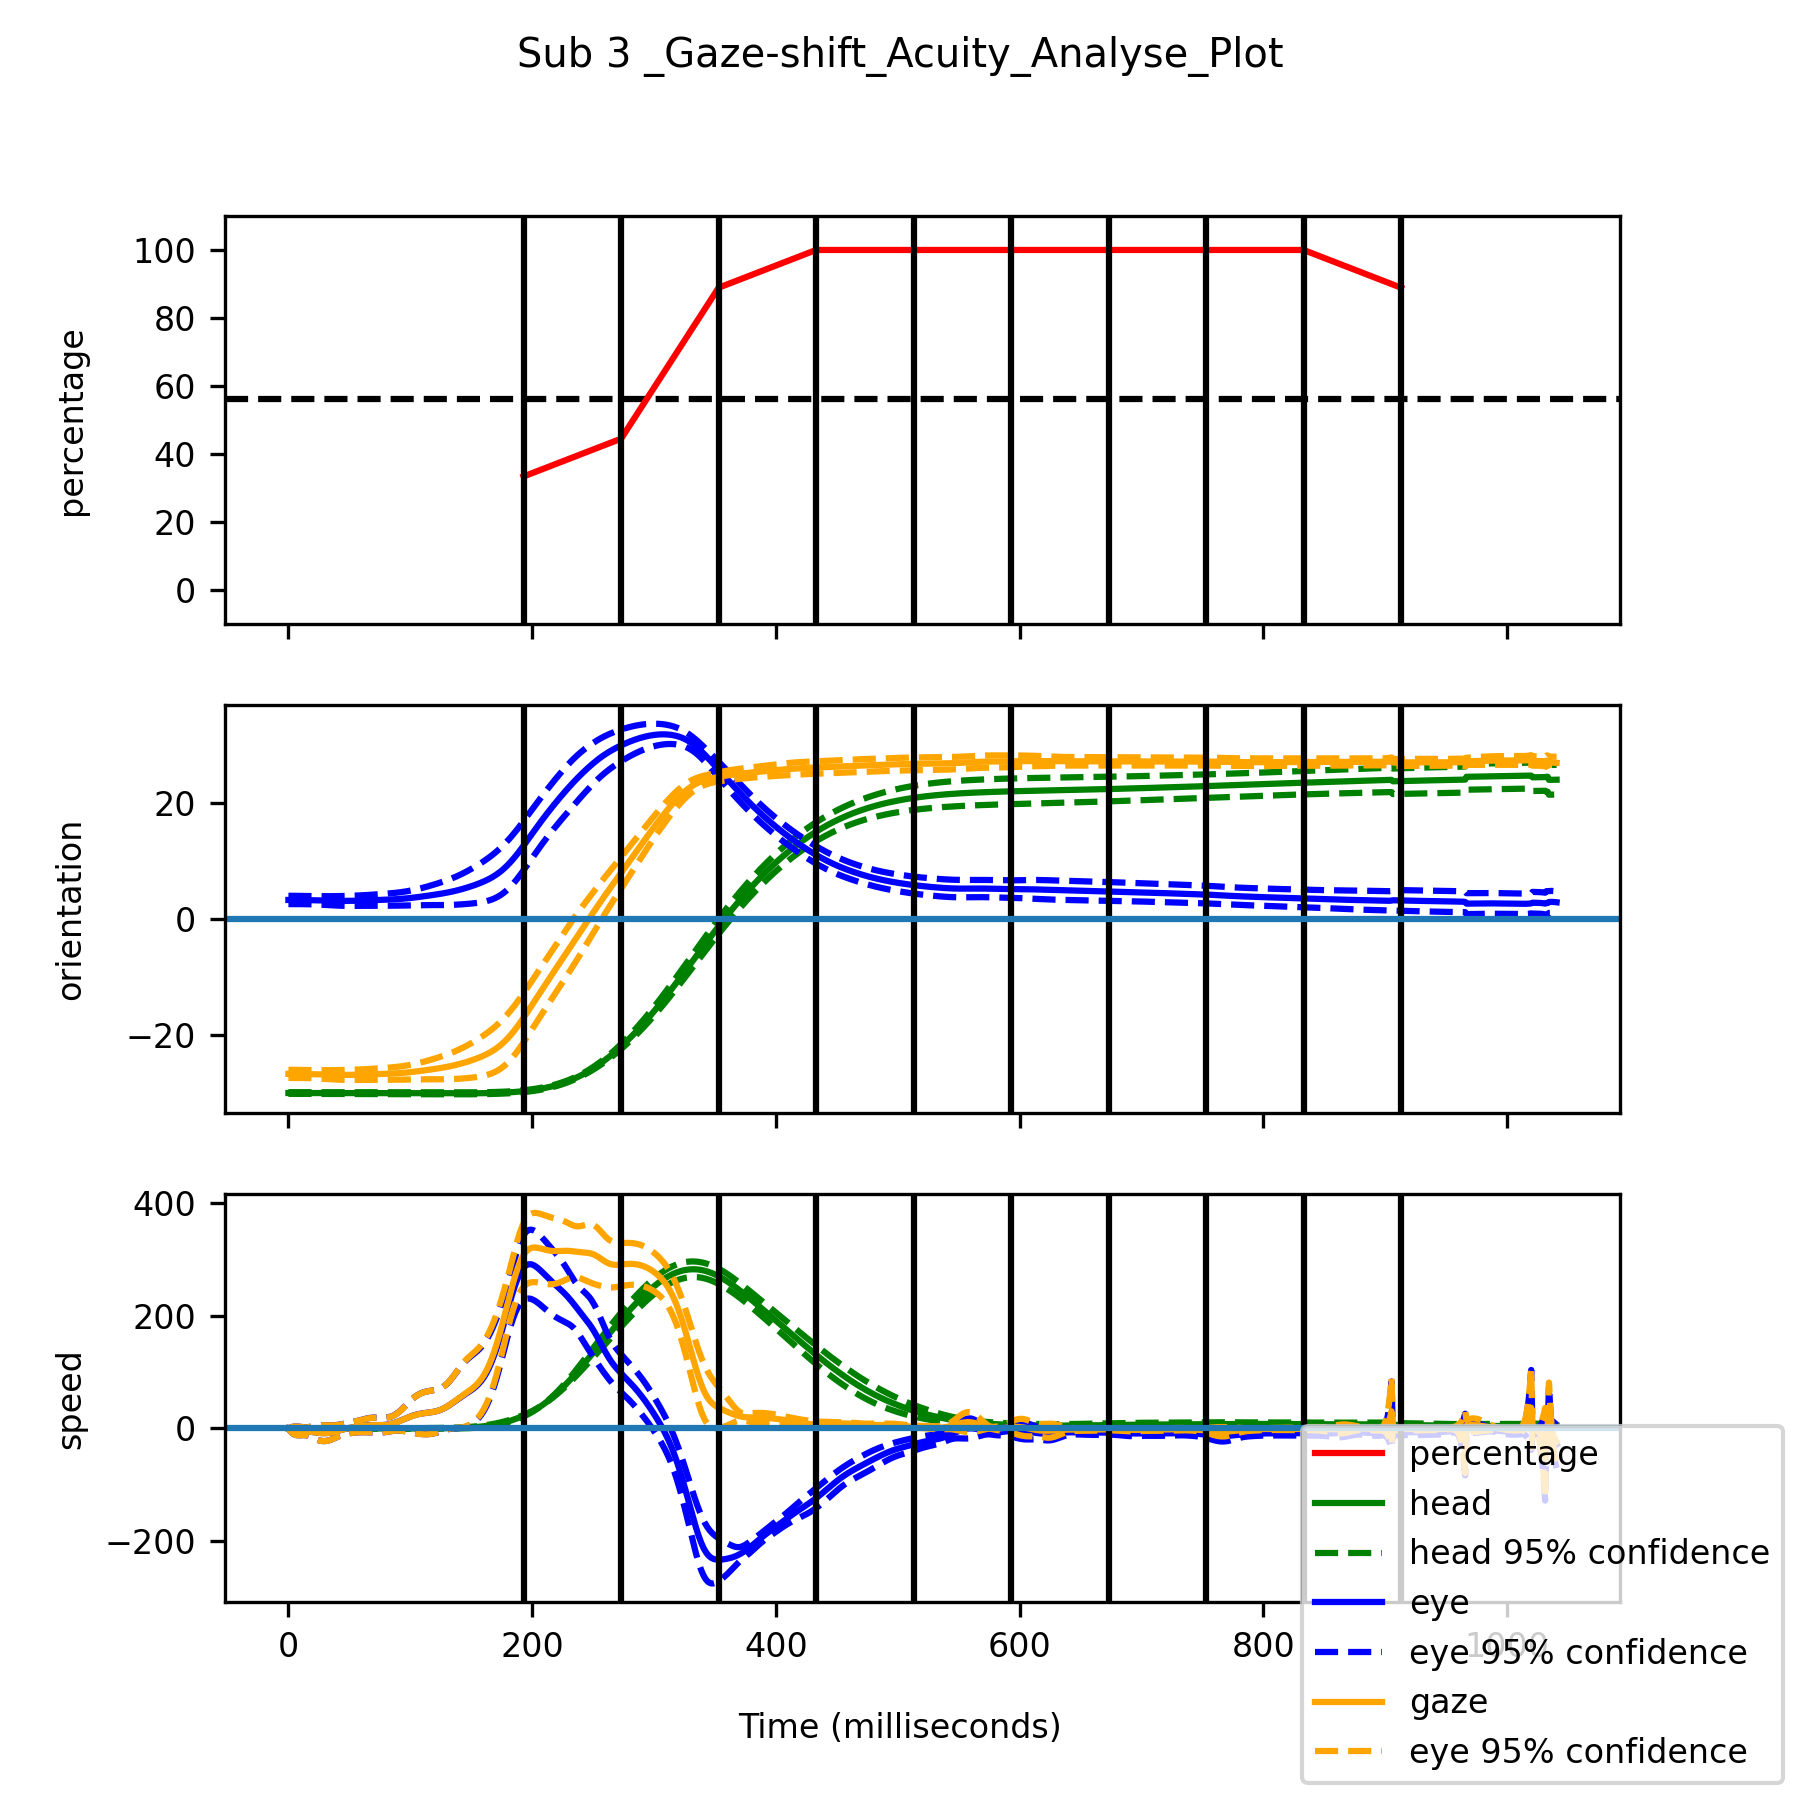 Sub 3 _Gaze-shift_Acuity_Analyse_Plot
100
80
60
40
20
0
percentage
20
0
−20
orientation
400
200
0
−200
speed
0 200 400 600 800 1000
Time (milliseconds)
percentage
head
head 95% confidence
eye
eye 95% confidence
gaze
eye 95% confidence